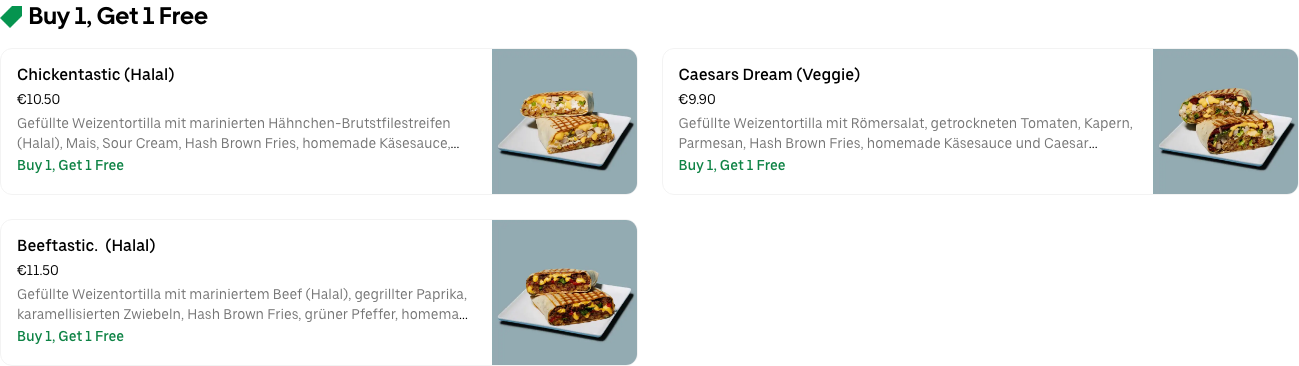 Buy 1, Get 1 Free
Chickentastic (Halal)
€10.50
Gefüllte Weizentortilla mit marinierten Hähnchen-Brutstfilestreifen
(Halal), Mais, Sour Cream, Hash Brown Fries, homemade Käsesauce,...
Buy 1, Get 1 Free
Caesars Dream (Veggie)
€9.90
Gefüllte Weizentortilla mit Römersalat, getrockneten Tomaten, Kapern,
Parmesan, Hash Brown Fries, homemade Käsesauce und Caesar...
Buy 1, Get 1 Free
Beeftastic.  (Halal)
€11.50
Gefüllte Weizentortilla mit mariniertem Beef (Halal), gegrillter Paprika,
karamellisierten Zwiebeln, Hash Brown Fries, grüner Pfeffer, homema...
Buy 1, Get 1 Free